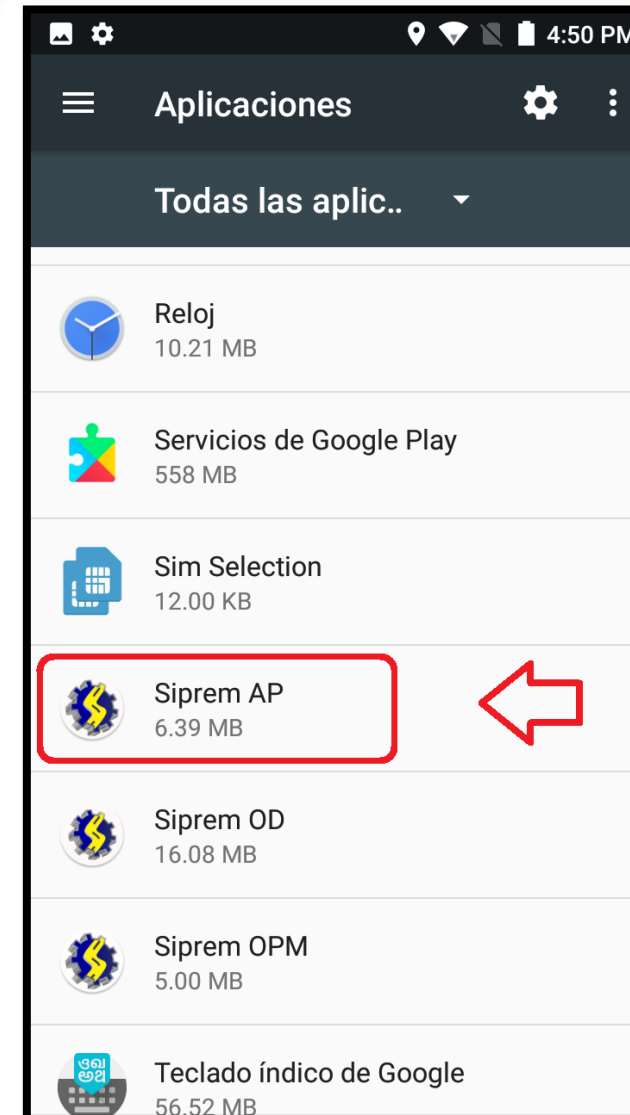 4:50 PM
Aplicaciones
Todas las aplic..
Reloj
10.21 MB
Servicios de Google Play
558 MB
Sim Selection
12.00 KB
Siprem AP
6.39 MB
Siprem OD
16.08 MB
Siprem OPM
5.00 MB
Teclado índico de Google
56.52 MB